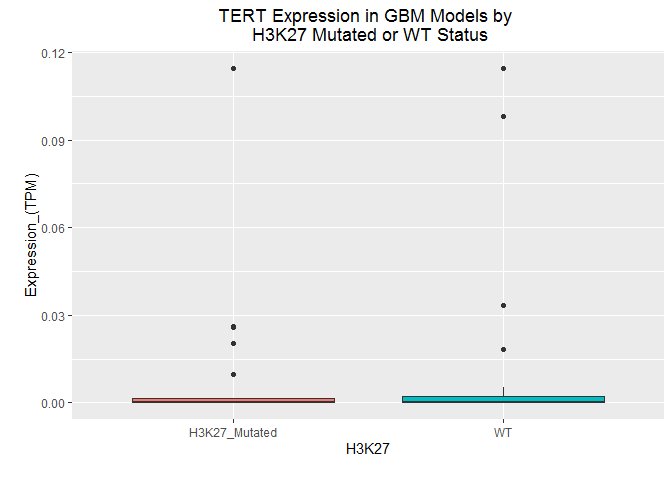 TERT Expression in GBM Models by
H3K27 Mutated or WT Status
0.12
0.09
0.06
0.03
0.00
Expression_(TPM)
H3K27_Mutated
WT
H3K27